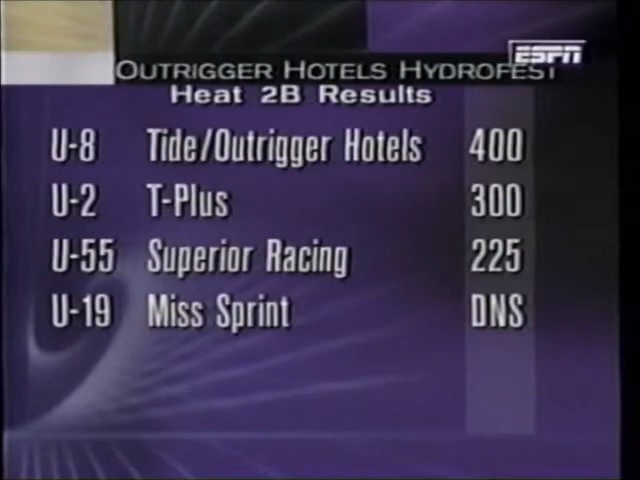 ESPN
OUTRIGGER HOTELS HYDROFEST
Heat 2B Results
U-8 Tide/Outrigger Hotels 400
U-2 T-Plus 300
U-55 Superior Racing 225
U-19 Miss Sprint DNS